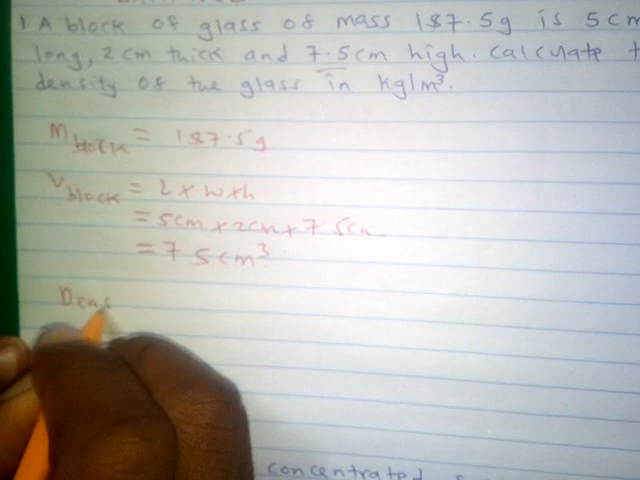 1. A block of glass of mass 187.5g is 5cm
long, 2cm thick and 7.5cm high. Calculate t
density of the glass in kg/m³.
M block = 187.5g
V block = L x w x h
= 5cm x 2cm x 7.5cm
= 75cm³
Dens
concentrated